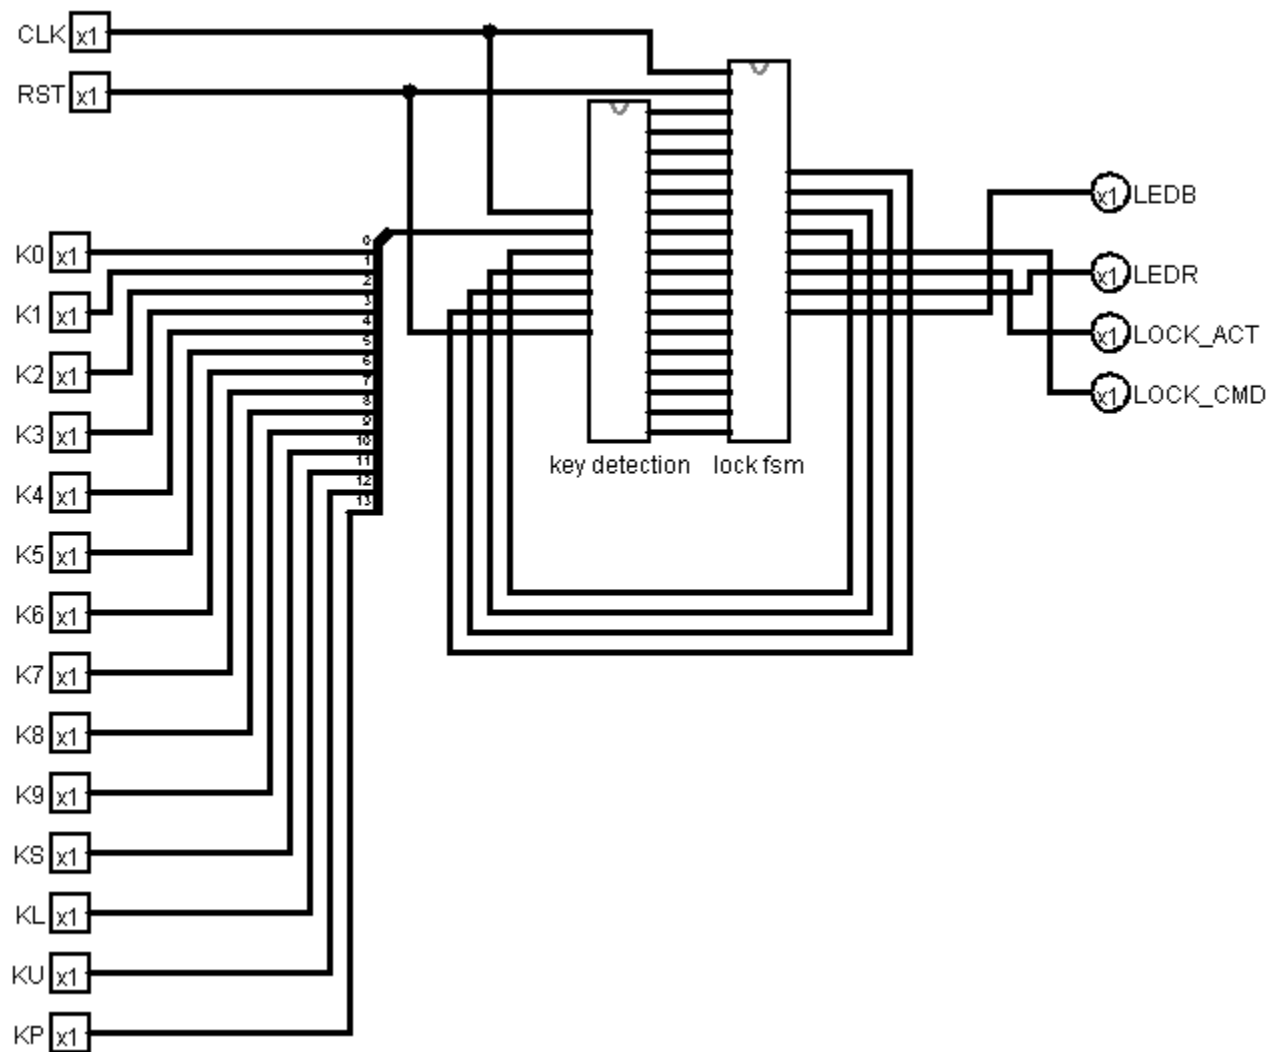 CLK x1
RST x1
x1 LEDB
0
K0 x1
1
x1 LEDR
2
K1 x1
3
4
x1 LOCK_ACT
5
K2 x1
6
7
x1 LOCK_CMD
8
9
K3 x1
10
11
key detection lock fsm
12
K4 x1
13
K5 x1
K6 x1
K7 x1
K8 x1
K9 x1
KS x1
KL x1
KU x1
KP x1